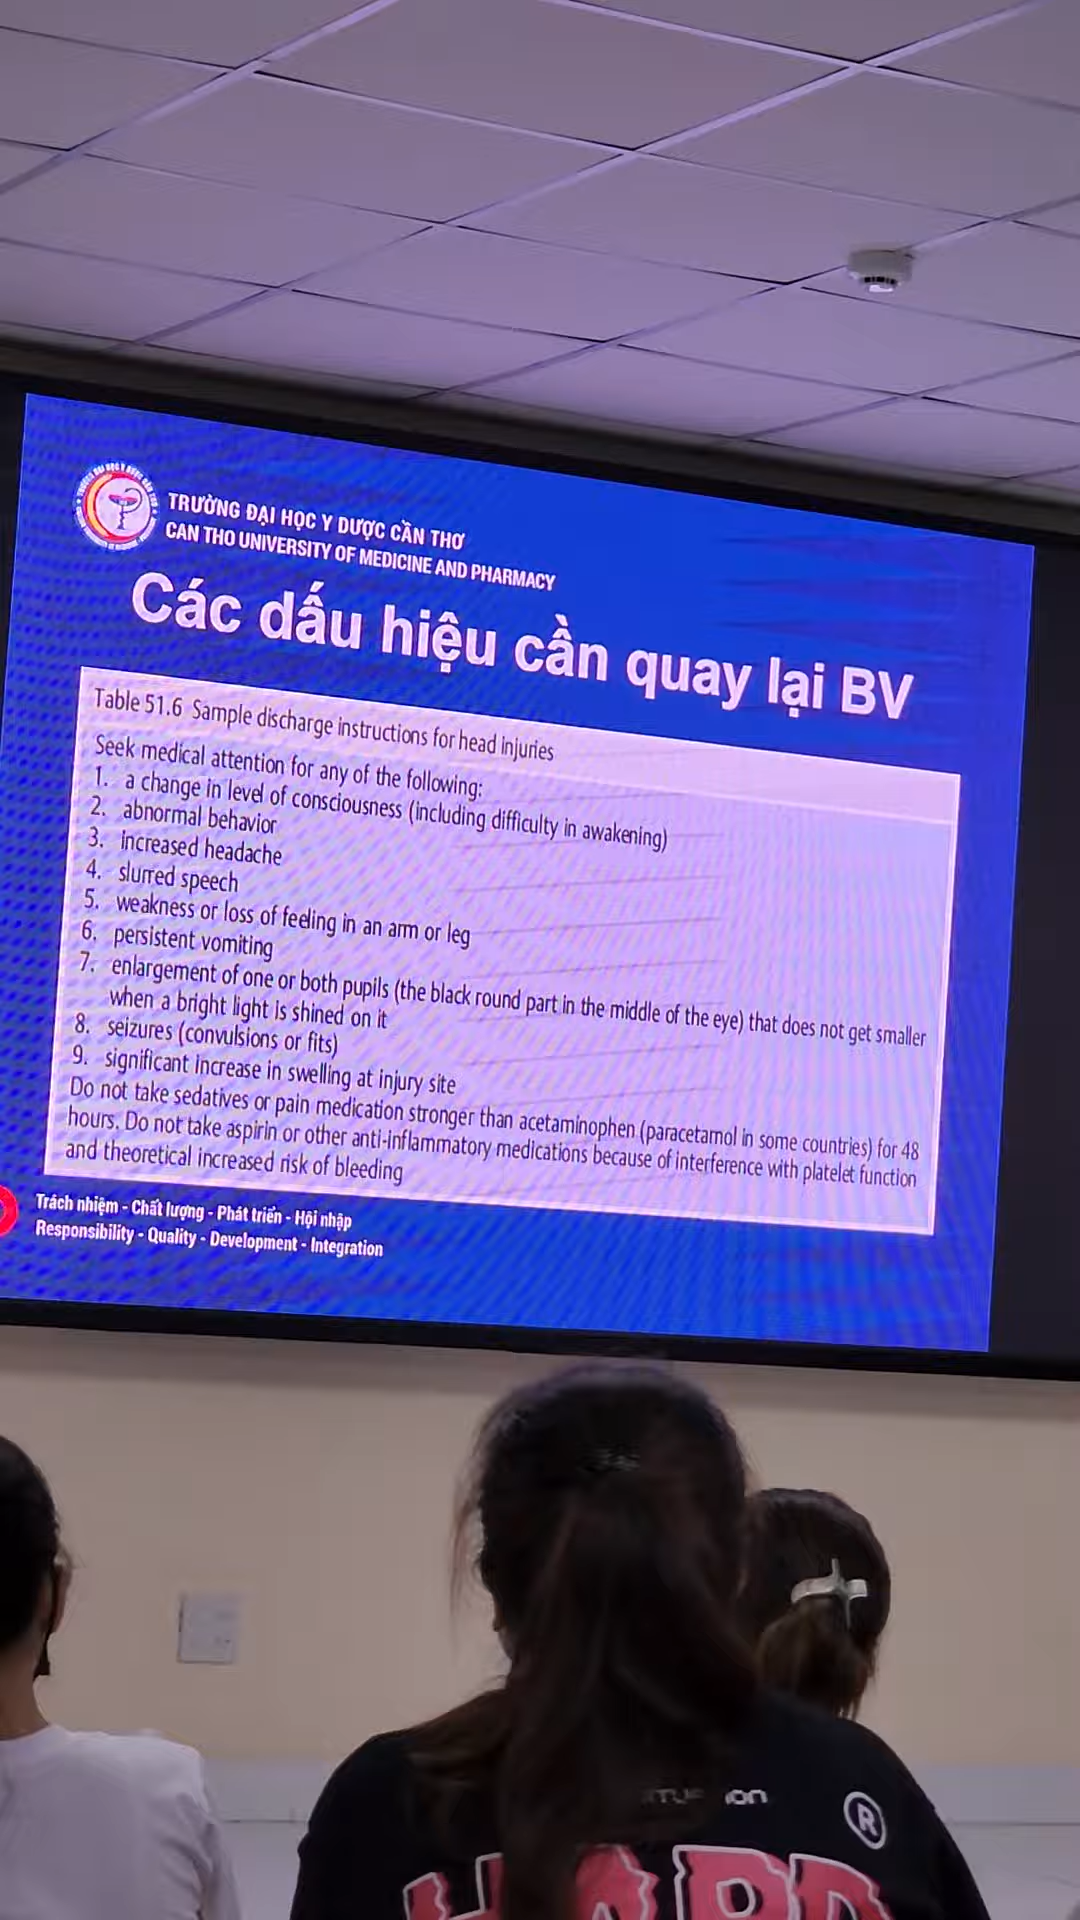 TRƯỜNG ĐẠI HỌC Y DƯỢC CẦN THƠ
CAN THO UNIVERSITY OF MEDICINE AND PHARMACY
Các dấu hiệu cần quay lại BV
Table 51.6 Sample discharge instructions for head injuries
Seek medical attention for any of the following:
1. a change in level of consciousness (including difficulty in awakening)
2. abnormal behavior
3. increased headache
4. slurred speech
5. weakness or loss of feeling in an arm or leg
6. persistent vomiting
7. enlargement of one or both pupils (the black round part in the middle of the eye) that does not get smaller
when a bright light is shined on it
8. seizures (convulsions or fits)
9. significant increase in swelling at injury site
Do not take sedatives or pain medication stronger than acetaminophen (paracetamol in some countries) for 48
hours. Do not take aspirin or other anti-inflammatory medications because of interference with platelet function
and theoretical increased risk of bleeding
Trách nhiệm - Chất lượng - Phát triển - Hội nhập
Responsibility - Quality - Development - Integration
®